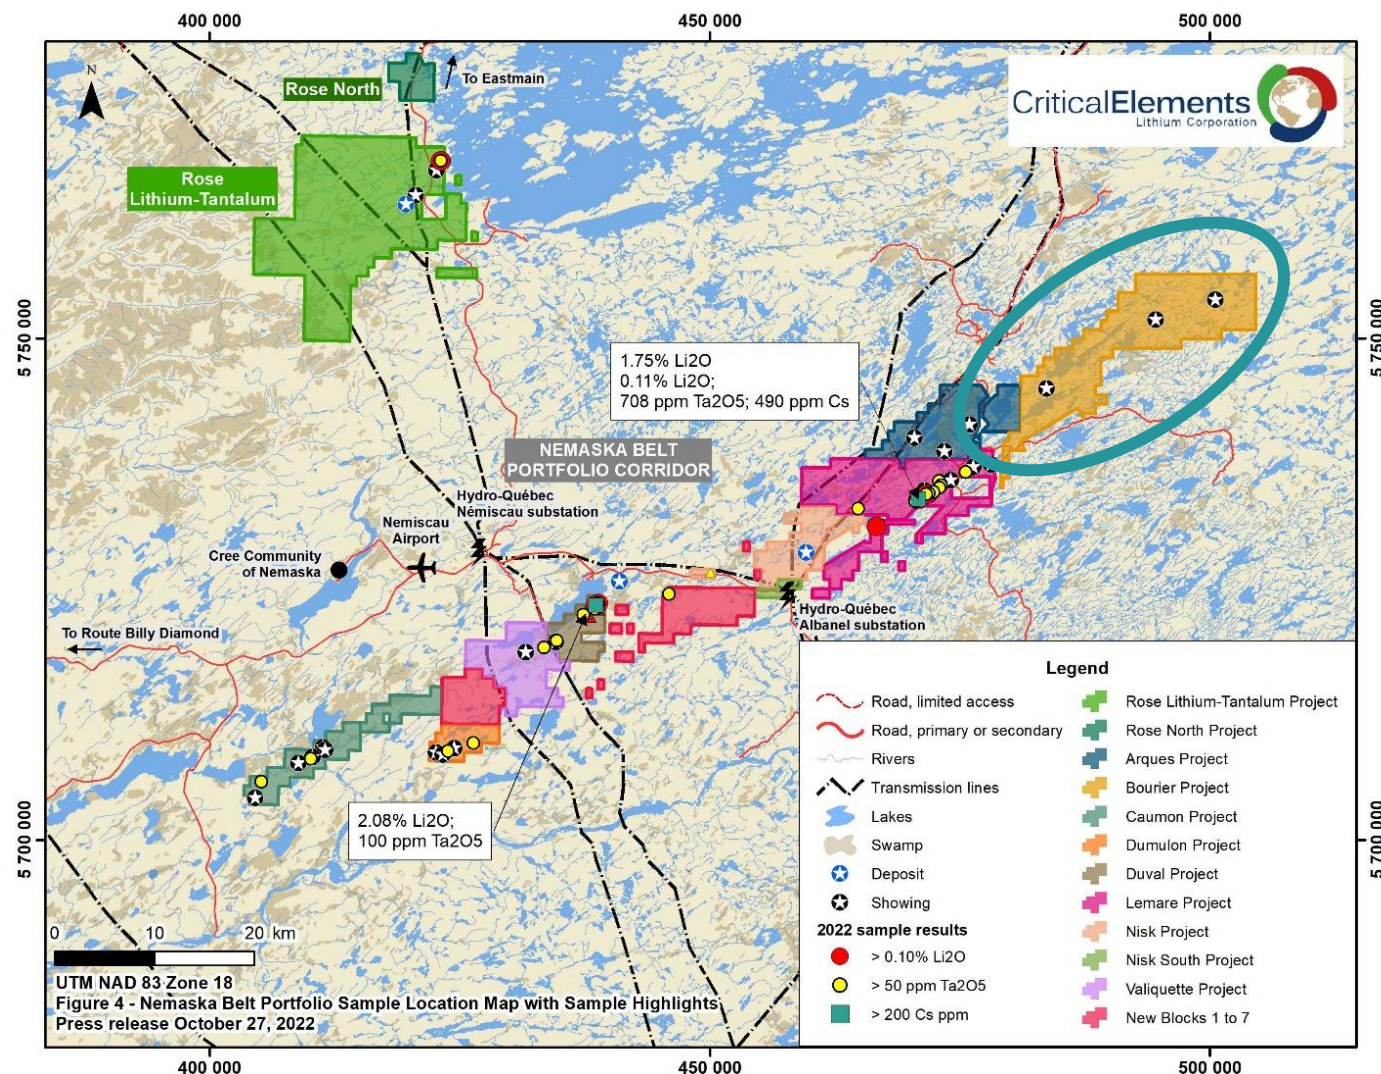 400 000
450 000
500 000
N
To Eastmain
Rose North
CriticalElements
Lithium Corporation
Rose
Lithium-Tantalum
5 750 000
5 750 000
1.75% Li2O
0.11% Li2O;
708 ppm Ta2O5; 490 ppm Cs
NEMASKA BELT
PORTFOLIO CORRIDOR
Hydro-Québec
Némiscau substation
Nemiscau
Airport
Cree Community
of Nemaska
Hydro-Québec
Albanel substation
To Route Billy Diamond
2.08% Li2O;
100 ppm Ta2O5
5 700 000
5 700 000
Legend
Road, limited access
Road, primary or secondary
Rivers
Transmission lines
Lakes
Swamp
Deposit
Showing
2022 sample results
> 0.10% Li2O
> 50 ppm Ta2O5
> 200 Cs ppm
Rose Lithium-Tantalum Project
Rose North Project
Arques Project
Bourier Project
Caumon Project
Dumulon Project
Duval Project
Lemare Project
Nisk Project
Nisk South Project
Valiquette Project
New Blocks 1 to 7
0 10 20 km
UTM NAD 83 Zone 18
Figure 4 - Nemaska Belt Portfolio Sample Location Map with Sample Highlights
Press release October 27, 2022
400 000
450 000
500 000